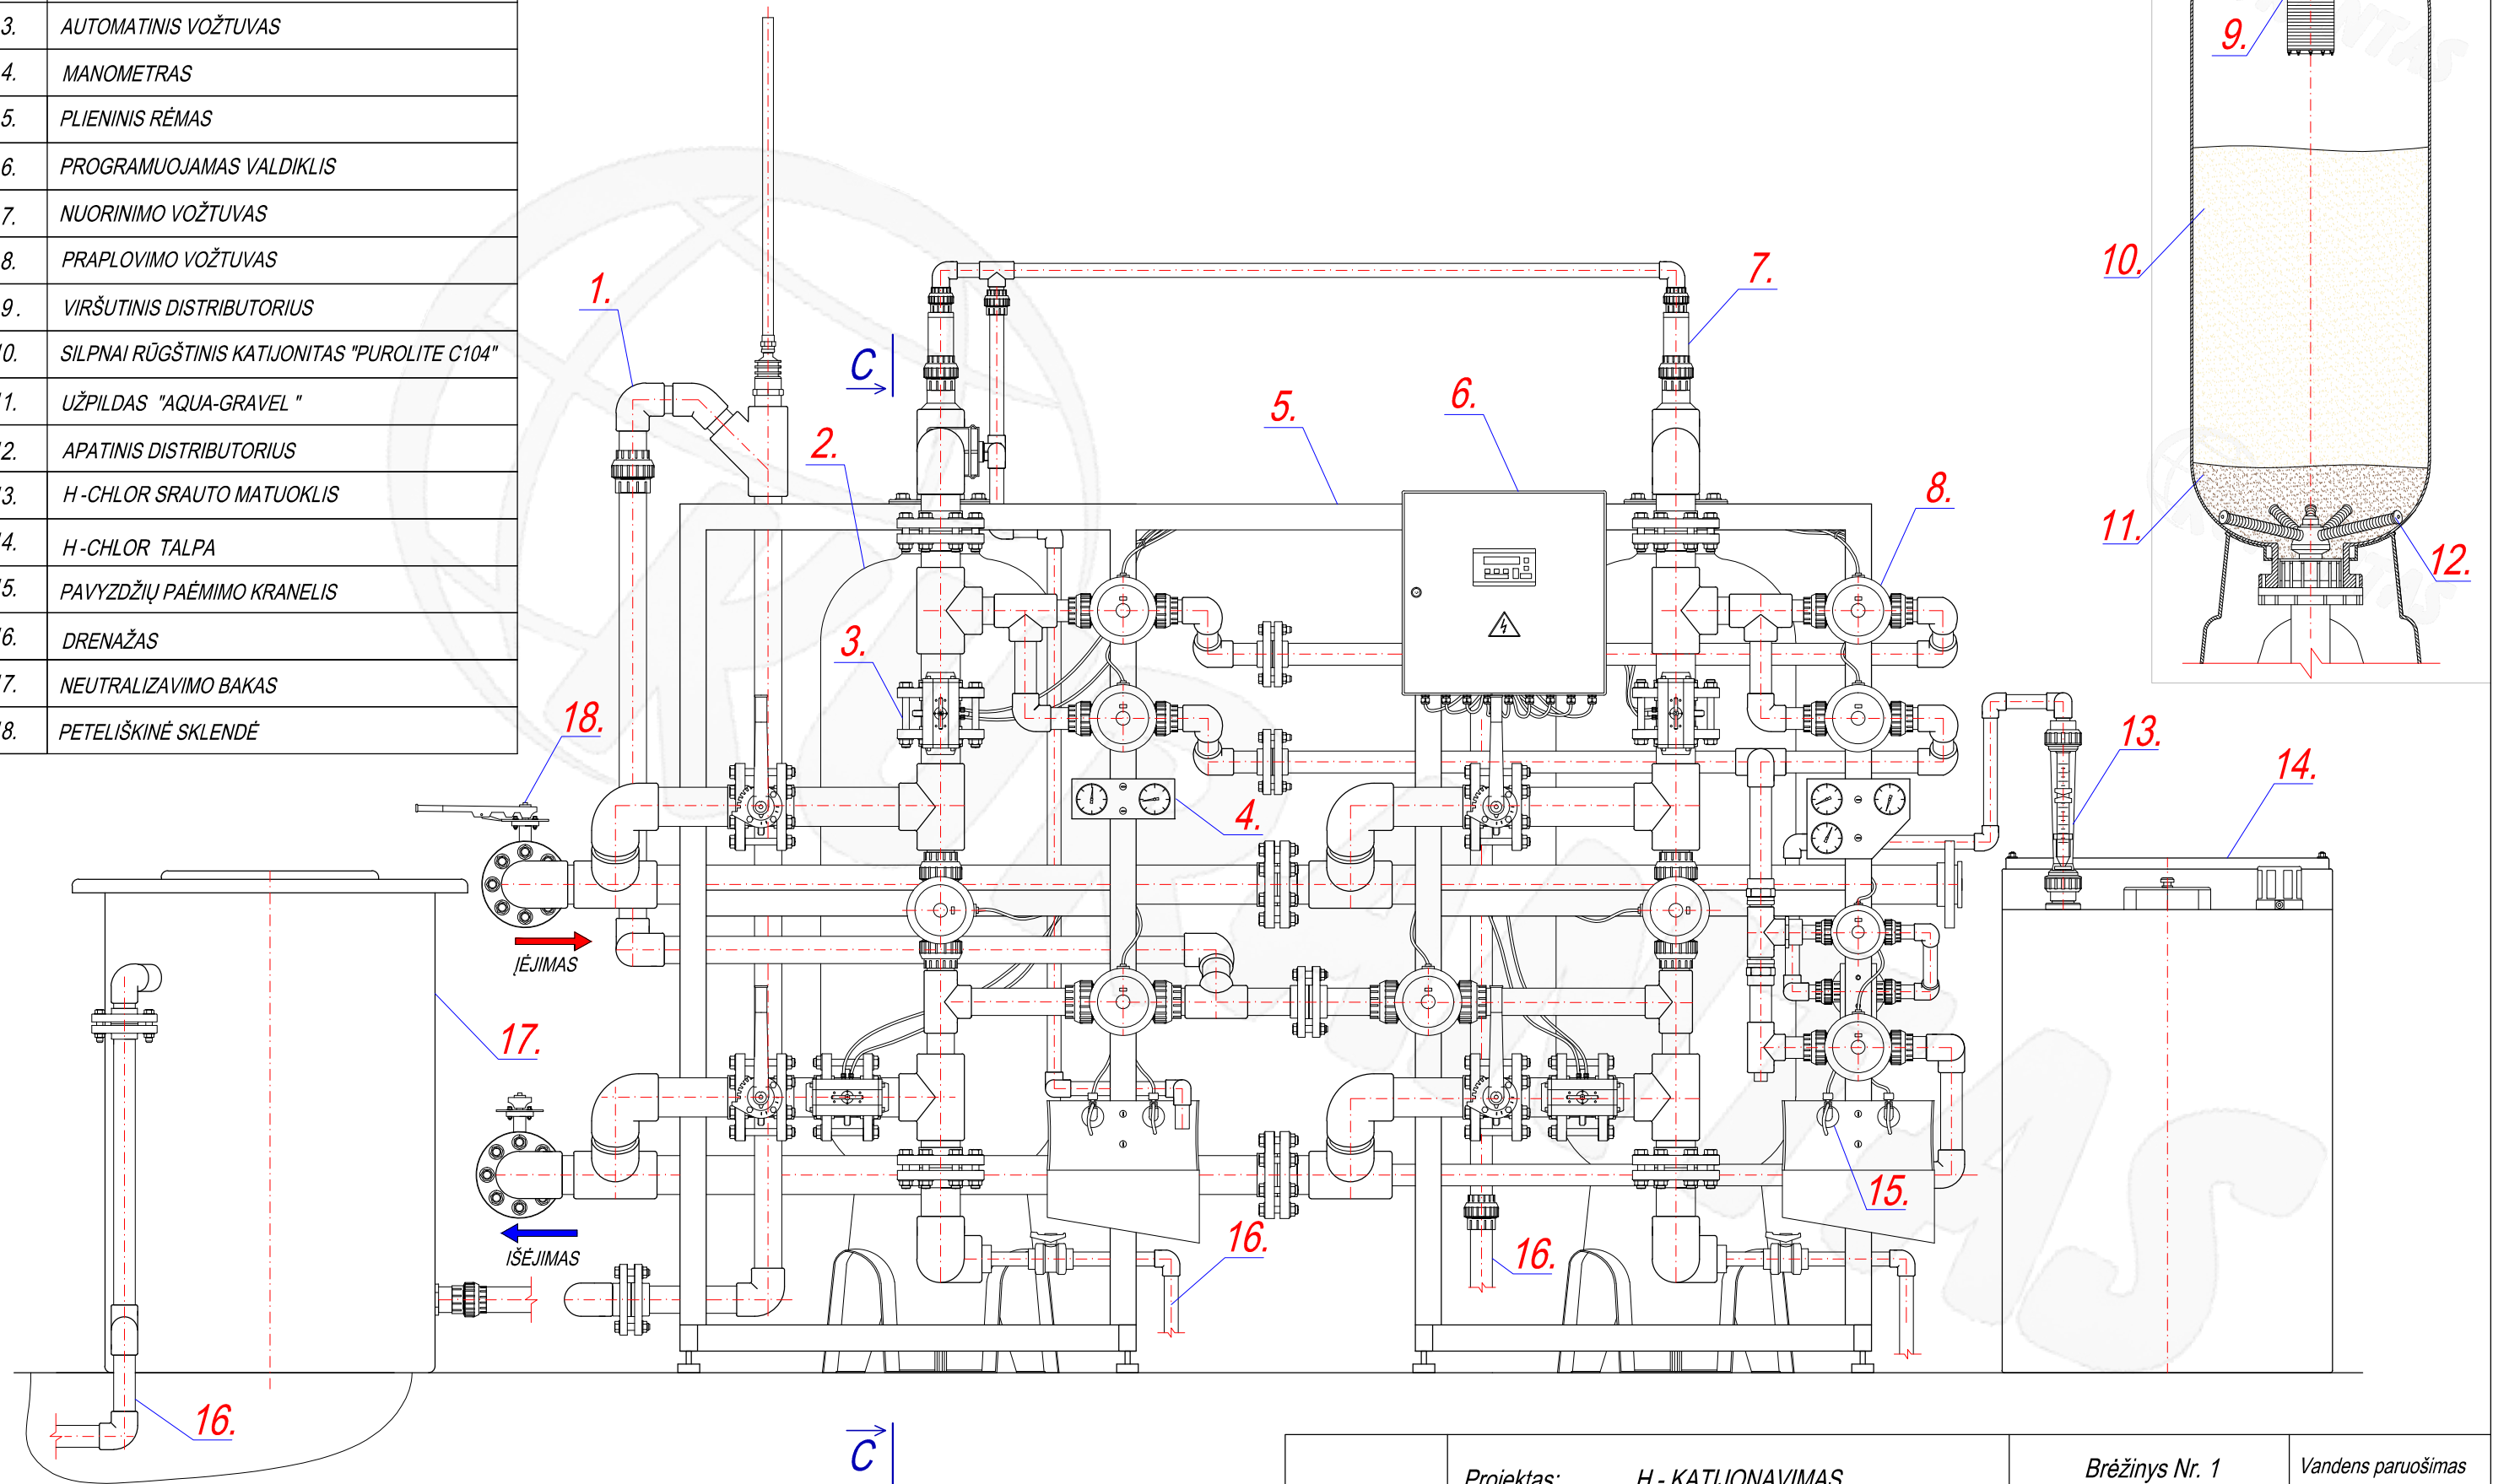 3. AUTOMATINIS VOŽTUVAS
4. MANOMETRAS
5. PLIENINIS RĖMAS
6. PROGRAMUOJAMAS VALDIKLIS
7. NUORINIMO VOŽTUVAS
8. PRAPLOVIMO VOŽTUVAS
9. VIRŠUTINIS DISTRIBUTORIUS
10. SILPNAI RŪGŠTINIS KATIJONITAS "PUROLITE C104"
11. UŽPILDAS "AQUA-GRAVEL"
12. APATINIS DISTRIBUTORIUS
13. H -CHLOR SRAUTO MATUOKLIS
14. H -CHLOR TALPA
15. PAVYZDŽIŲ PAĖMIMO KRANELIS
16. DRENAŽAS
17. NEUTRALIZAVIMO BAKAS
18. PETELIŠKINĖ SKLENDĖ
9.
10.
11.
12.
1.
7.
C
2.
5.
6.
8.
3.
18.
4.
13.
14.
ĮĖJIMAS
17.
15.
IŠĖJIMAS
16.
16.
16.
C
Projektas: H - KATIJONAVIMAS
Brėžinys Nr. 1
Vandens paruošimas